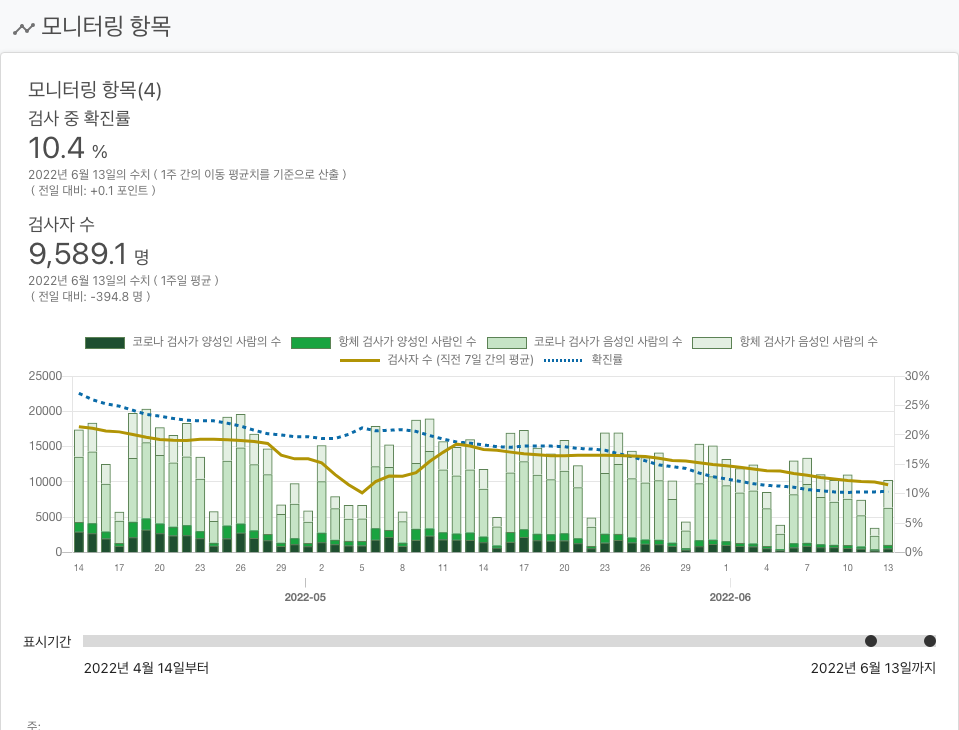 모니터링 항목
모니터링 항목(4)
검사 중 확진률
10.4 %
2022년 6월 13일의 수치 ( 1주 간의 이동 평균치를 기준으로 산출 )
( 전일 대비: +0.1 포인트 )
검사자 수
9,589.1 명
2022년 6월 13일의 수치 ( 1주일 평균 )
( 전일 대비: -394.8 명 )
코로나 검사가 양성인 사람의 수 항체 검사가 양성인 사람인 수 코로나 검사가 음성인 사람의 수 항체 검사가 음성인 사람의 수
검사자 수 (직전 7일 간의 평균) 확진률
25000 30%
20000 25%
15000 20%
10000 15%
5000 10%
0 5%
0%
14 17 20 23 26 29 2 5 8 11 14 17 20 23 26 29 1 4 7 10 13
2022-05 2022-06
표시기간
2022년 4월 14일부터 2022년 6월 13일까지
주: